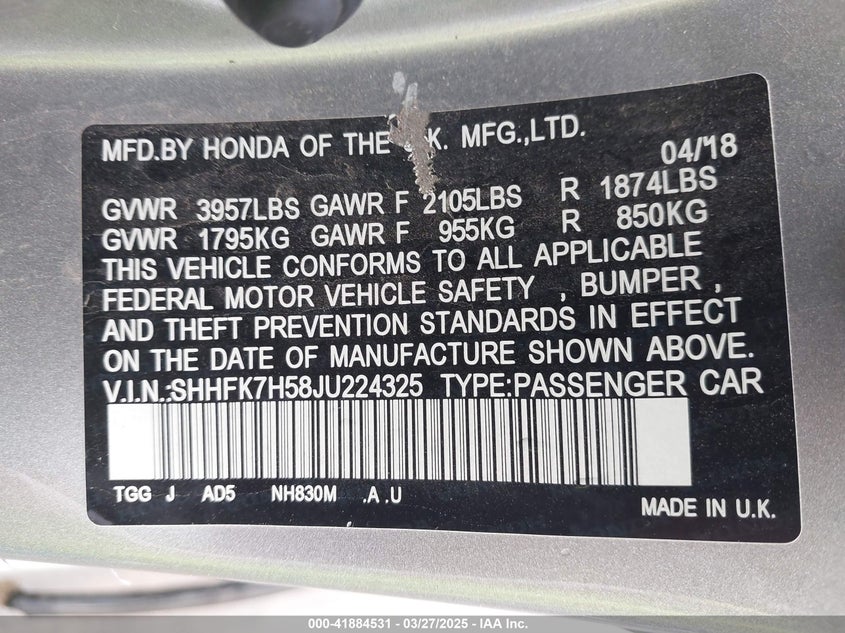 MFD.BY HONDA OF THE K. MFG.,LTD.
04/18
GVWR 3957LBS GAWR F 2105LBS R 1874LBS
GVWR 1795KG GAWR F 955KG R 850KG
THIS VEHICLE CONFORMS TO ALL APPLICABLE
FEDERAL MOTOR VEHICLE SAFETY , BUMPER ,
AND THEFT PREVENTION STANDARDS IN EFFECT
ON THE DATE OF MANUFACTURE SHOWN ABOVE.
V.I.N.:SHHFK7H58JU224325 TYPE:PASSENGER CAR
TGG J AD5 NH830M .A .U
MADE IN U.K.
000-41884531 - 03/27/2025 - IAA Inc.